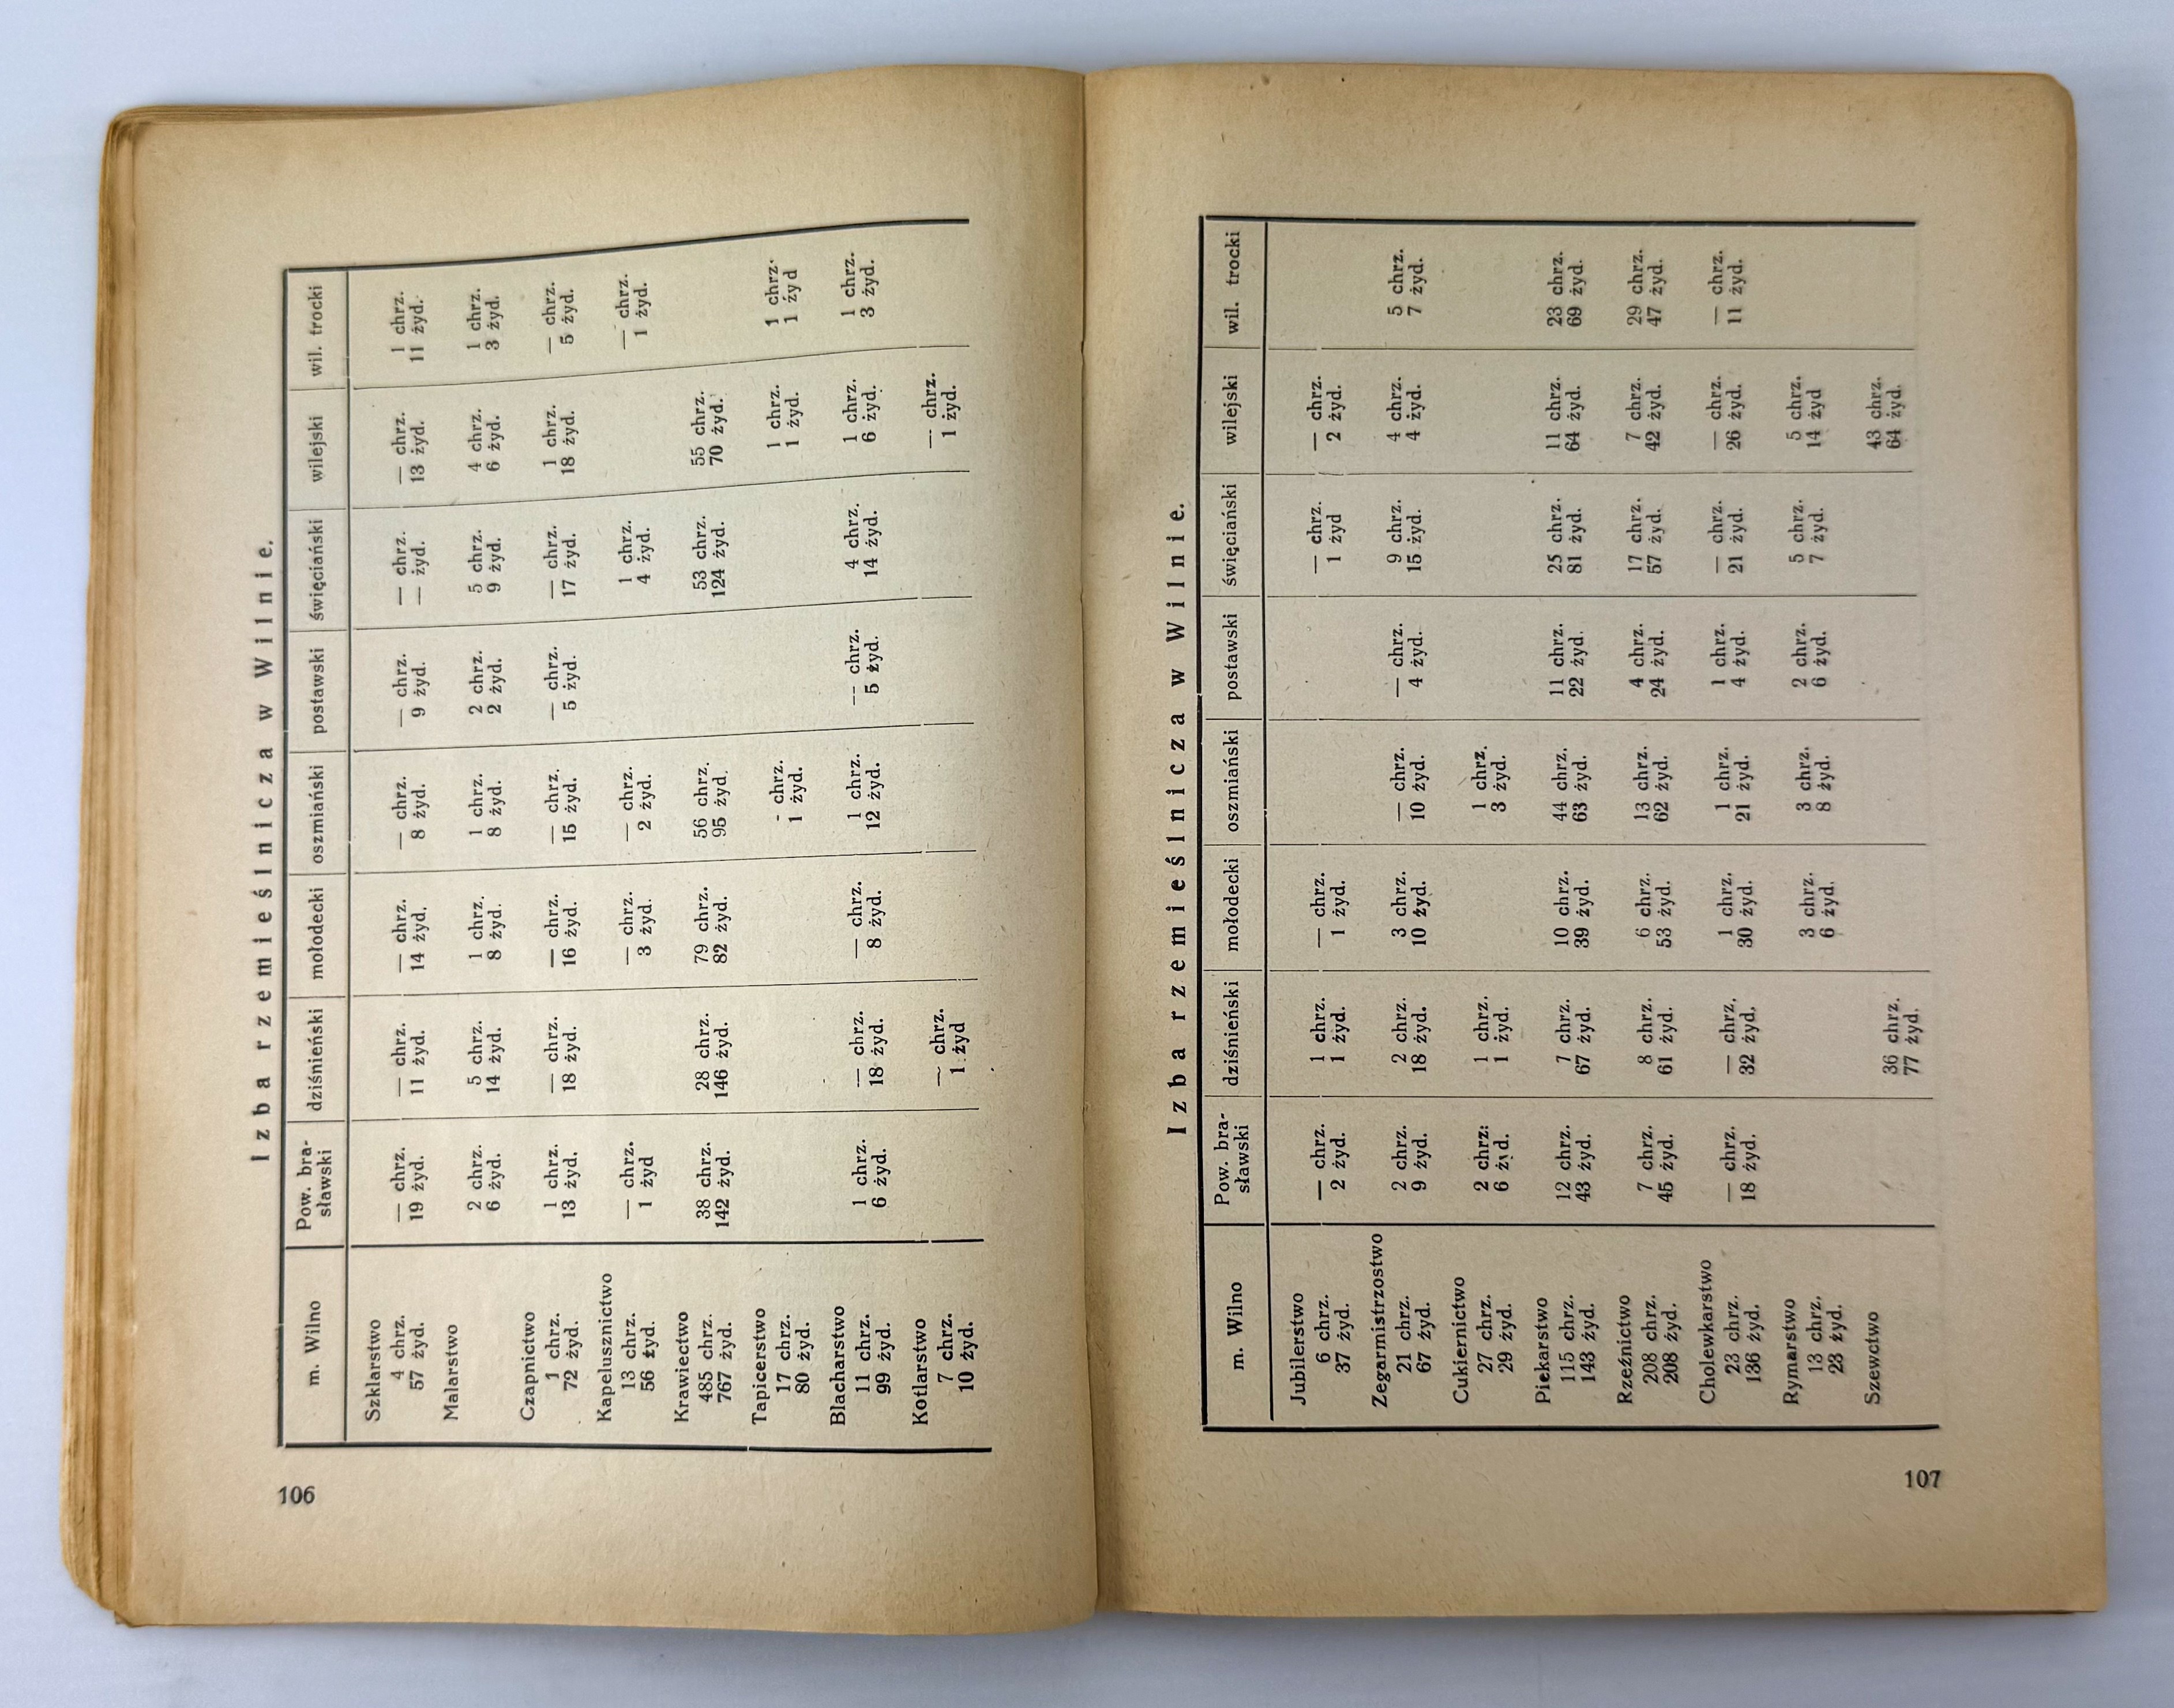 106
Izba rzemieślnicza w Wilnie.
m. Wilno | Pow. bra-sławski | dziśnieński | mołodecki | oszmiański | postawski | święciański | wilejski | wil. trocki
Szklarstwo
4 chrz. | — chrz. | — chrz. | — chrz. | — chrz. | — chrz. | — chrz. | — chrz. | 1 chrz.
57 żyd. | 19 żyd. | 11 żyd. | 14 żyd. | 8 żyd. | 9 żyd. | — żyd. | 13 żyd. | 11 żyd.
Malarstwo
2 chrz. | 5 chrz. | 1 chrz. | 1 chrz. | 2 chrz. | 5 chrz. | 4 chrz. | 1 chrz.
6 żyd. | 14 żyd. | 8 żyd. | 8 żyd. | 2 żyd. | 9 żyd. | 6 żyd. | 3 żyd.
Czapnictwo
1 chrz. | 1 chrz. | — chrz. | — chrz. | — chrz. | — chrz. | — chrz. | 1 chrz. | — chrz.
72 żyd. | 13 żyd. | 18 żyd. | 16 żyd. | 15 żyd. | 5 żyd. | 17 żyd. | 18 żyd. | 5 żyd.
Kapelusznictwo
13 chrz. | — chrz. | — chrz. | — chrz. | 1 chrz. | — chrz.
56 żyd. | 1 żyd | 3 żyd. | 2 żyd. | 4 żyd. | 1 żyd.
Krawiectwo
485 chrz. | 38 chrz. | 28 chrz. | 79 chrz. | 56 chrz. | 53 chrz. | 55 chrz.
767 żyd. | 142 żyd. | 146 żyd. | 82 żyd. | 95 żyd. | 124 żyd. | 70 żyd.
Tapicerstwo
17 chrz. | - chrz. | 1 chrz. | 1 chrz.
80 żyd. | 1 żyd. | 1 żyd. | 1 żyd
Blacharstwo
11 chrz. | 1 chrz. | — chrz. | — chrz. | 1 chrz. | — chrz. | 4 chrz. | 1 chrz. | 1 chrz.
99 żyd. | 6 żyd. | 18 żyd. | 8 żyd. | 12 żyd. | 5 żyd. | 14 żyd. | 6 żyd. | 3 żyd.
Kotlarstwo
7 chrz. | — chrz. | — chrz.
10 żyd. | 1 żyd | 1 żyd.
107
Izba rzemieślnicza w Wilnie.
m. Wilno | Pow. bra-sławski | dziśnieński | mołodecki | oszmiański | postawski | święciański | wilejski | wil. trocki
Jubilerstwo
6 chrz. | — chrz. | 1 chrz. | — chrz. | — chrz. | — chrz.
37 żyd. | 2 żyd. | 1 żyd. | 1 żyd. | 1 żyd | 2 żyd.
Zegarmistrzostwo
21 chrz. | 2 chrz. | 2 chrz. | 3 chrz. | — chrz. | — chrz. | 9 chrz. | 4 chrz. | 5 chrz.
67 żyd. | 9 żyd. | 18 żyd. | 10 żyd. | 10 żyd. | 4 żyd. | 15 żyd. | 4 żyd. | 7 żyd.
Cukiernictwo
27 chrz. | 2 chrz: | 1 chrz. | 1 chrz.
29 żyd. | 6 żyd. | 1 żyd. | 3 żyd.
Piekarstwo
115 chrz. | 12 chrz. | 7 chrz. | 10 chrz. | 44 chrz. | 11 chrz. | 25 chrz. | 11 chrz. | 23 chrz.
143 żyd. | 43 żyd. | 67 żyd. | 39 żyd. | 63 żyd. | 22 żyd. | 81 żyd. | 64 żyd. | 69 żyd.
Rzeźnictwo
208 chrz. | 7 chrz. | 8 chrz. | 6 chrz. | 13 chrz. | 4 chrz. | 17 chrz. | 7 chrz. | 29 chrz.
208 żyd. | 45 żyd. | 61 żyd. | 53 żyd. | 62 żyd. | 24 żyd. | 57 żyd. | 42 żyd. | 47 żyd.
Cholewkarstwo
23 chrz. | — chrz. | — chrz. | 1 chrz. | 1 chrz. | 1 chrz. | — chrz. | — chrz. | — chrz.
136 żyd. | 18 żyd. | 32 żyd. | 30 żyd. | 21 żyd. | 4 żyd. | 21 żyd. | 26 żyd. | 11 żyd.
Rymarstwo
13 chrz. | 3 chrz. | 3 chrz. | 2 chrz. | 5 chrz. | 5 chrz.
23 żyd. | 6 żyd. | 8 żyd. | 6 żyd. | 7 żyd. | 14 żyd
Szewctwo
36 chrz. | 43 chrz.
77 żyd. | 64 żyd.